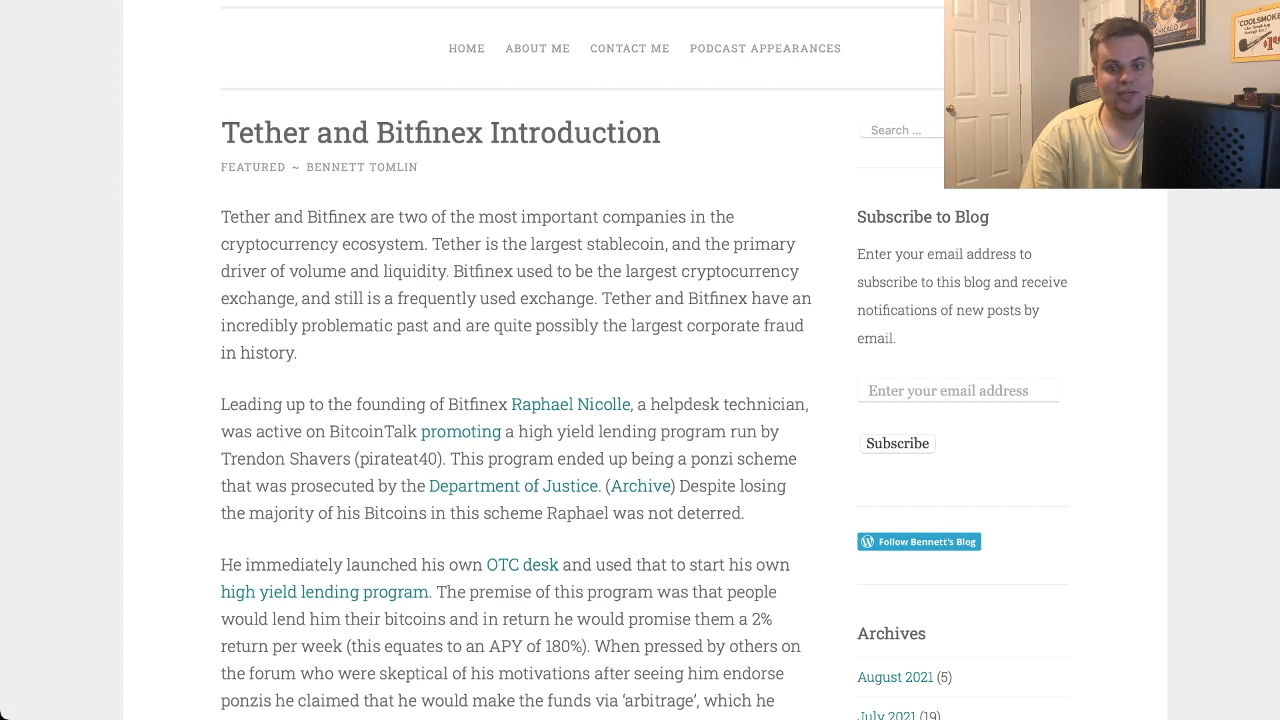 HOME ABOUT ME CONTACT ME PODCAST APPEARANCES
Tether and Bitfinex Introduction
FEATURED ~ BENNETT TOMLIN
Tether and Bitfinex are two of the most important companies in the
cryptocurrency ecosystem. Tether is the largest stablecoin, and the primary
driver of volume and liquidity. Bitfinex used to be the largest cryptocurrency
exchange, and still is a frequently used exchange. Tether and Bitfinex have an
incredibly problematic past and are quite possibly the largest corporate fraud
in history.
Leading up to the founding of Bitfinex Raphael Nicolle, a helpdesk technician,
was active on BitcoinTalk promoting a high yield lending program run by
Trendon Shavers (pirateat40). This program ended up being a ponzi scheme
that was prosecuted by the Department of Justice. (Archive) Despite losing
the majority of his Bitcoins in this scheme Raphael was not deterred.
He immediately launched his own OTC desk and used that to start his own
high yield lending program. The premise of this program was that people
would lend him their bitcoins and in return he would promise them a 2%
return per week (this equates to an APY of 180%). When pressed by others on
the forum who were skeptical of his motivations after seeing him endorse
ponzis he claimed that he would make the funds via ‘arbitrage’, which he
Search ...
Subscribe to Blog
Enter your email address to
subscribe to this blog and receive
notifications of new posts by
email.
Enter your email address
Subscribe
Follow Bennett's Blog
Archives
August 2021 (5)
July 2021 (19)
CHICAGO
"COOLSMOKE"